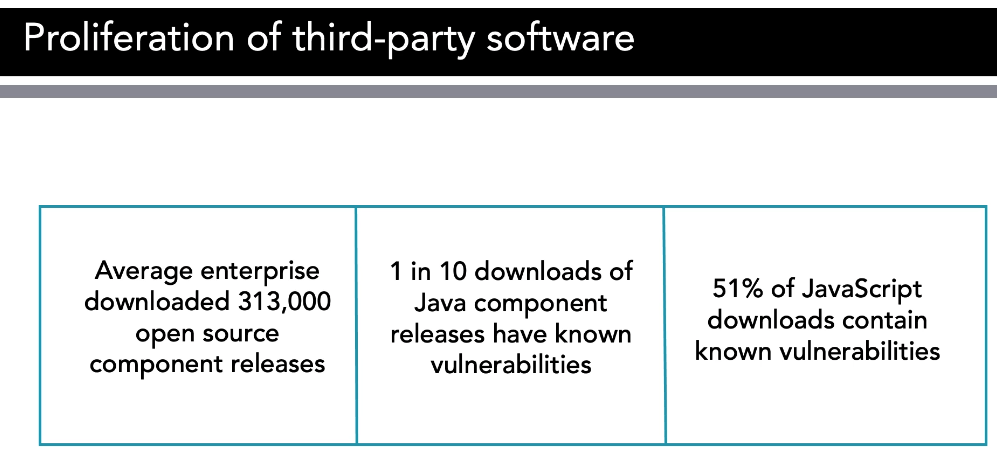 Proliferation of third-party software
Average enterprise
downloaded 313,000
open source
component releases
1 in 10 downloads of
Java component
releases have known
vulnerabilities
51% of JavaScript
downloads contain
known vulnerabilities